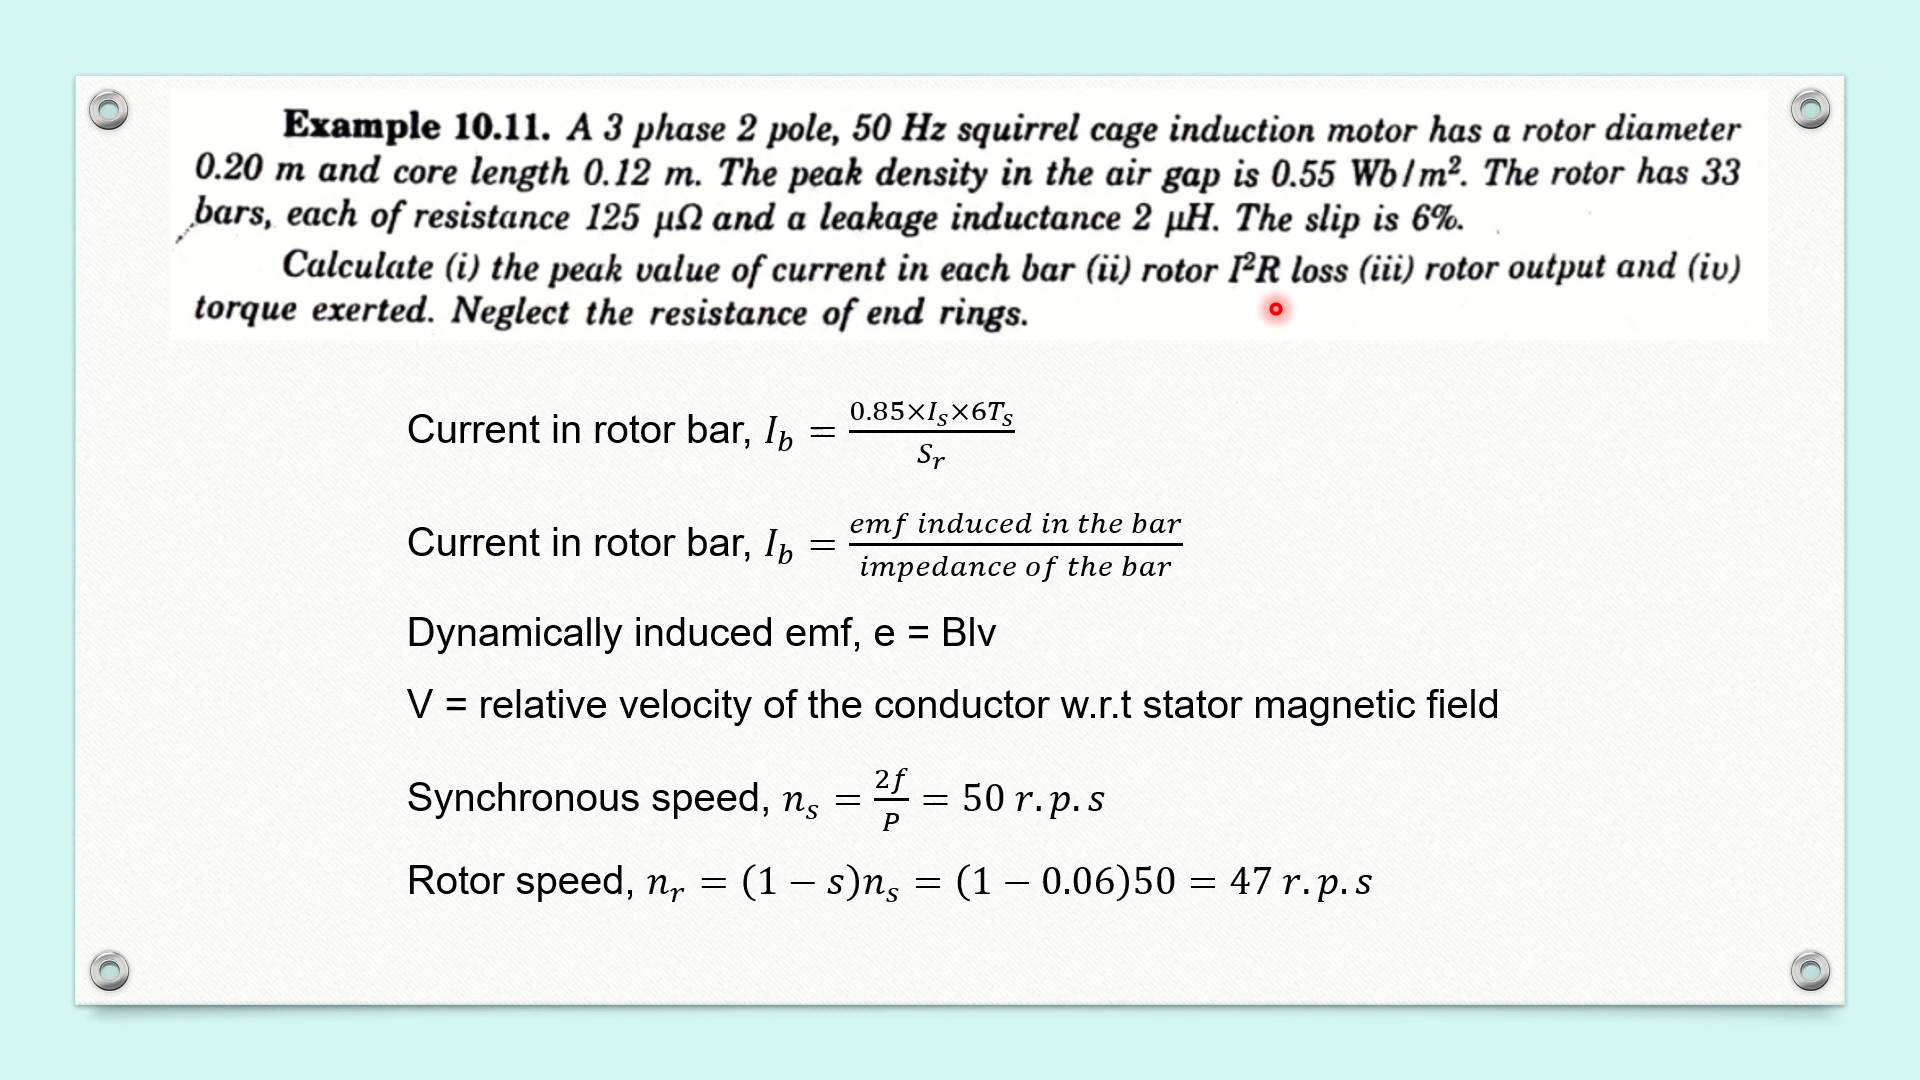 Example 10.11. A 3 phase 2 pole, 50 Hz squirrel cage induction motor has a rotor diameter
0.20 m and core length 0.12 m. The peak density in the air gap is 0.55 Wb/m². The rotor has 33
bars, each of resistance 125 μΩ and a leakage inductance 2 μH. The slip is 6%.
Calculate (i) the peak value of current in each bar (ii) rotor I²R loss (iii) rotor output and (iv)
torque exerted. Neglect the resistance of end rings.
Current in rotor bar, I_b = (0.85×I_s×6T_s)/S_r
Current in rotor bar, I_b = (emf induced in the bar)/(impedance of the bar)
Dynamically induced emf, e = Blv
V = relative velocity of the conductor w.r.t stator magnetic field
Synchronous speed, n_s = 2f/P = 50 r.p.s
Rotor speed, n_r = (1 − s)n_s = (1 − 0.06)50 = 47 r.p.s